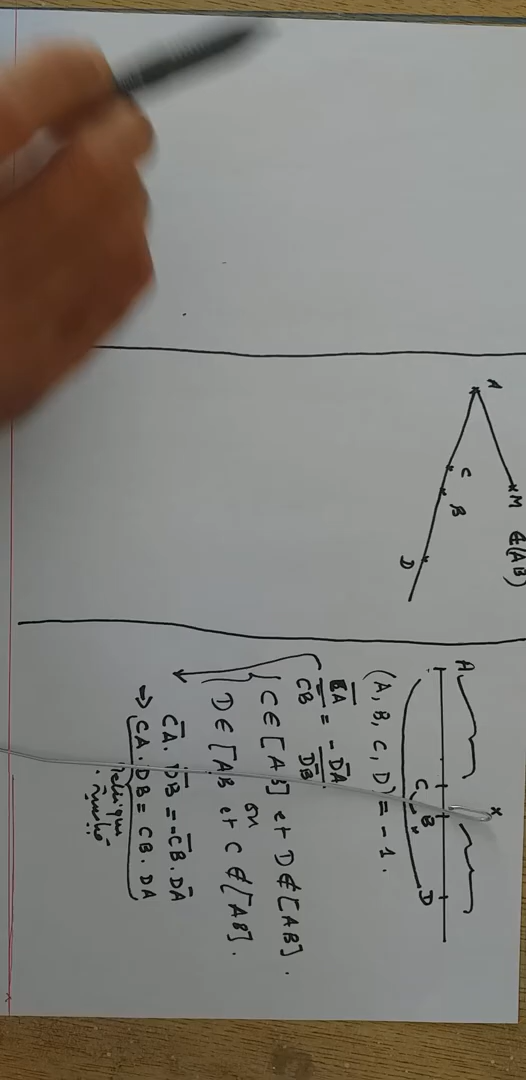 A
M ∉ (AB)
C
B
D
A
x
C B D
(A, B, C, D) = -1.
C̅A̅ / C̅B̅ = - D̅A̅ / D̅B̅
C ∈ [AB] et D ∉ [AB].
ou
D ∈ [AB et C ∉ [AB].
C̅A̅ . D̅B̅ = -C̅B̅ . D̅A̅
=> CA . DB = CB . DA